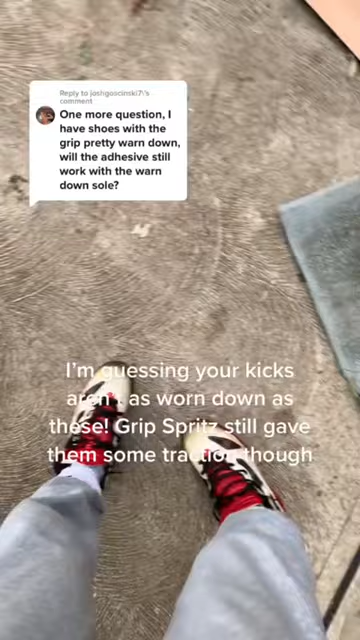 Reply to joshgoscinski7\'s
comment
One more question, I
have shoes with the
grip pretty warn down,
will the adhesive still
work with the warn
down sole?
I'm guessing your kicks
aren't as worn down as
these! Grip Spritz still gave
them some traction though